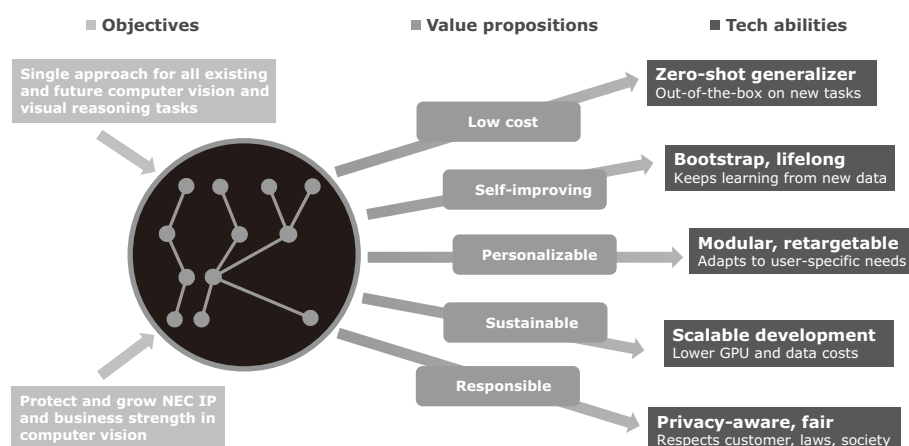 Objectives
Value propositions
Tech abilities
Single approach for all existing
and future computer vision and
visual reasoning tasks
Low cost
Zero-shot generalizer
Out-of-the-box on new tasks
Self-improving
Bootstrap, lifelong
Keeps learning from new data
Personalizable
Modular, retargetable
Adapts to user-specific needs
Sustainable
Scalable development
Lower GPU and data costs
Responsible
Privacy-aware, fair
Respects customer, laws, society
Protect and grow NEC IP
and business strength in
computer vision